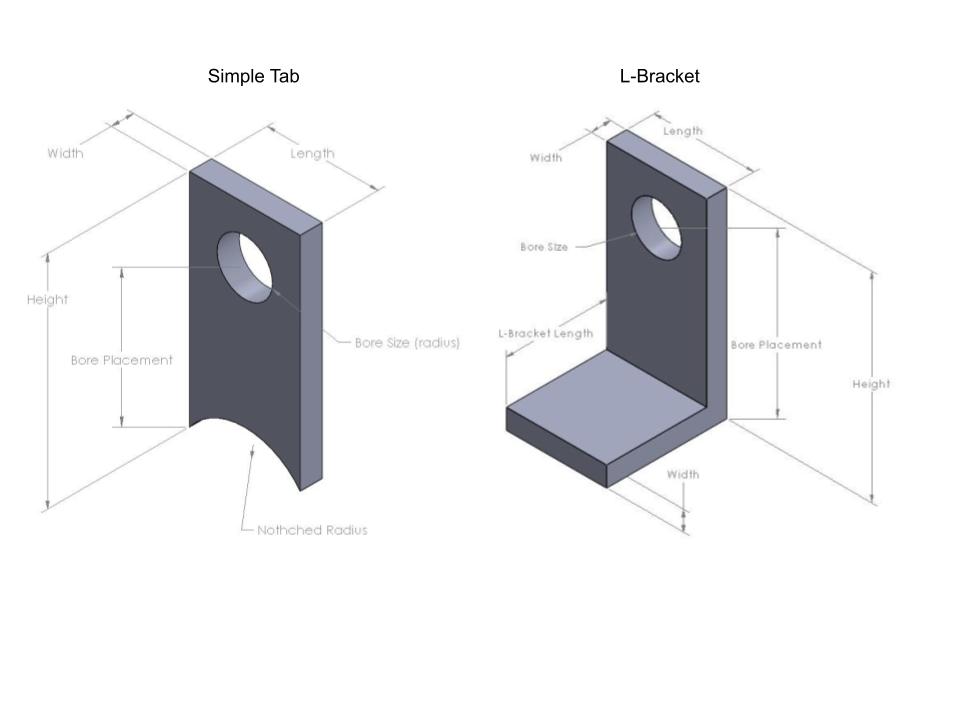 Simple Tab
Width
Length
Height
Bore Placement
Bore Size (radius)
Nothched Radius
L-Bracket
Length
Width
Bore Size
L-Bracket Length
Bore Placement
Height
Width